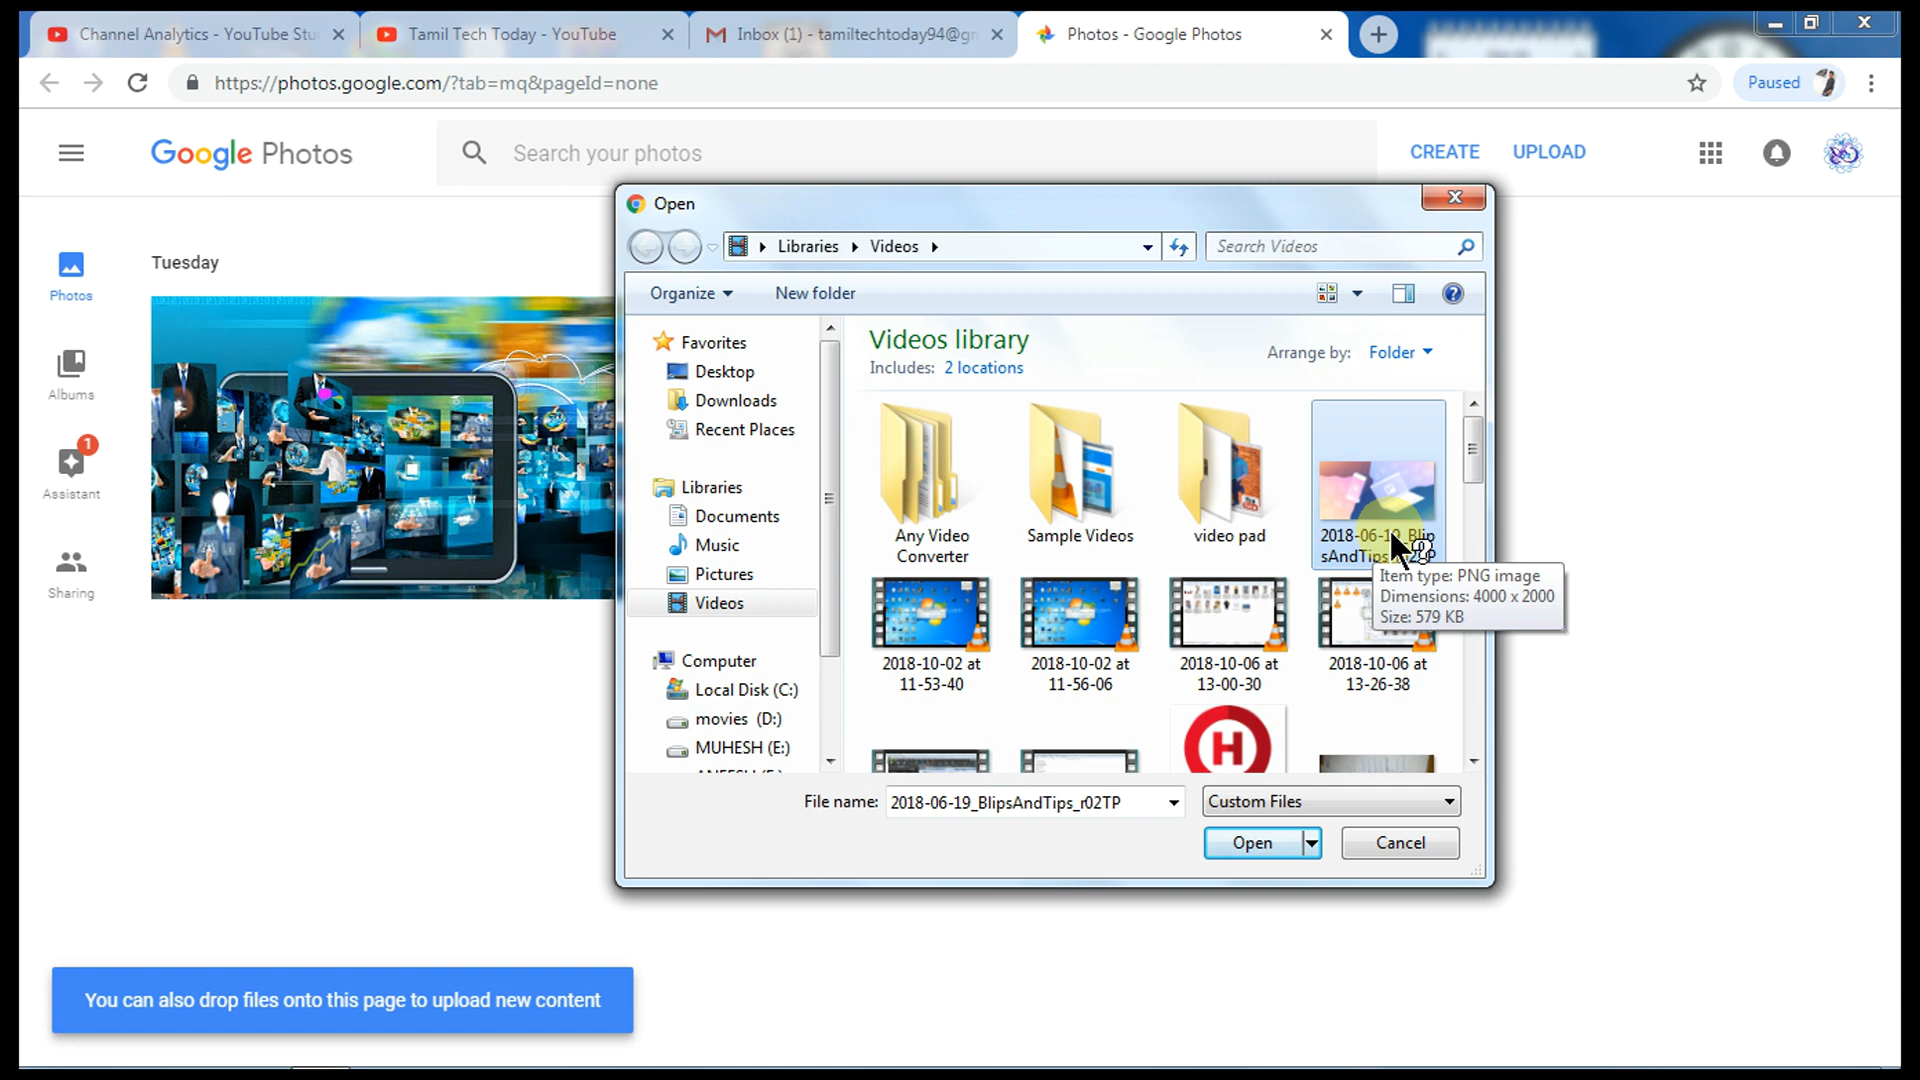 Channel Analytics - YouTube Stu
Tamil Tech Today - YouTube
Inbox (1) - tamiltechtoday94@gm
Photos - Google Photos
https://photos.google.com/?tab=mq&pageId=none
Paused
Google Photos
Search your photos
CREATE
UPLOAD
Photos
Albums
1
Assistant
Sharing
Tuesday
Open
Libraries
Videos
Search Videos
Organize
New folder
Favorites
Desktop
Downloads
Recent Places
Libraries
Documents
Music
Pictures
Videos
Computer
Local Disk (C:)
movies (D:)
MUHESH (E:)
Videos library
Includes: 2 locations
Arrange by: Folder
Any Video
Converter
Sample Videos
video pad
Item type: PNG image
Dimensions: 4000 x 2000
Size: 579 KB
2018-10-02 at
11-53-40
2018-10-02 at
11-56-06
2018-10-06 at
13-00-30
2018-10-06 at
13-26-38
H
File name: 2018-06-19_BlipsAndTips_r02TP
Custom Files
Open
Cancel
You can also drop files onto this page to upload new content